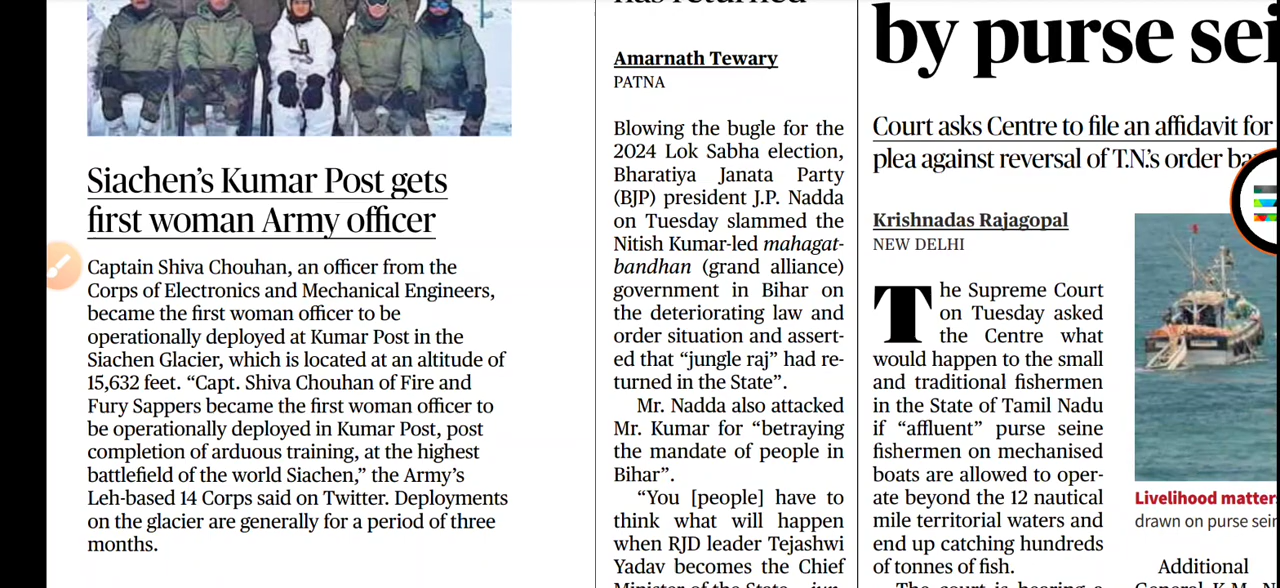 Siachen's Kumar Post gets
first woman Army officer
Captain Shiva Chouhan, an officer from the
Corps of Electronics and Mechanical Engineers,
became the first woman officer to be
operationally deployed at Kumar Post in the
Siachen Glacier, which is located at an altitude of
15,632 feet. “Capt. Shiva Chouhan of Fire and
Fury Sappers became the first woman officer to
be operationally deployed in Kumar Post, post
completion of arduous training, at the highest
battlefield of the world Siachen,” the Army’s
Leh-based 14 Corps said on Twitter. Deployments
on the glacier are generally for a period of three
months.
has returned
Amarnath Tewary
PATNA
Blowing the bugle for the
2024 Lok Sabha election,
Bharatiya Janata Party
(BJP) president J.P. Nadda
on Tuesday slammed the
Nitish Kumar-led mahagat-
bandhan (grand alliance)
government in Bihar on
the deteriorating law and
order situation and assert-
ed that “jungle raj” had re-
turned in the State”.
Mr. Nadda also attacked
Mr. Kumar for “betraying
the mandate of people in
Bihar”.
“You [people] have to
think what will happen
when RJD leader Tejashwi
Yadav becomes the Chief
Minister of the State
by purse sei
Court asks Centre to file an affidavit for
plea against reversal of T.N.’s order ba
Krishnadas Rajagopal
NEW DELHI
The Supreme Court
on Tuesday asked
the Centre what
would happen to the small
and traditional fishermen
in the State of Tamil Nadu
if “affluent” purse seine
fishermen on mechanised
boats are allowed to oper-
ate beyond the 12 nautical
mile territorial waters and
end up catching hundreds
of tonnes of fish.
The court is hearing a
Livelihood matter
drawn on purse sein
Additional
General K.M. N